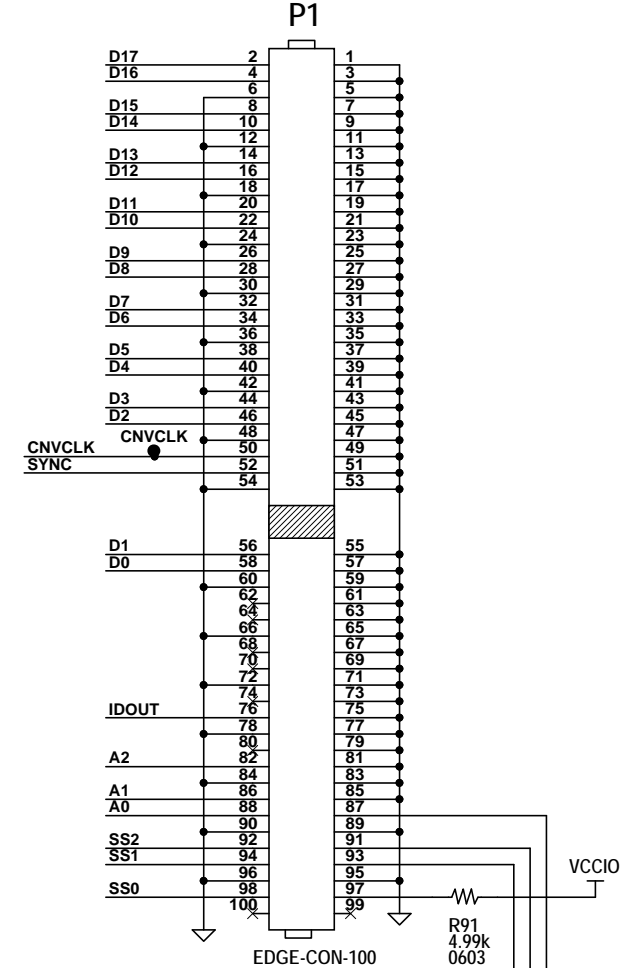 P1
D17 2 1
D16 4 3
6 5
D15 8 7
D14 10 9
12 11
D13 14 13
D12 16 15
18 17
D11 20 19
D10 22 21
24 23
D9 26 25
D8 28 27
30 29
D7 32 31
D6 34 33
36 35
D5 38 37
D4 40 39
42 41
D3 44 43
D2 46 45
CNVCLK 48 47
CNVCLK 50 49
SYNC 52 51
54 53
D1 56 55
D0 58 57
60 59
62 61
64 63
66 65
68 67
70 69
72 71
74 73
IDOUT 76 75
78 77
80 79
A2 82 81
84 83
A1 86 85
A0 88 87
90 89
SS2 92 91
SS1 94 93
VCCIO
96 95
SS0 98 97
100 99
R91
4.99k
0603
EDGE-CON-100